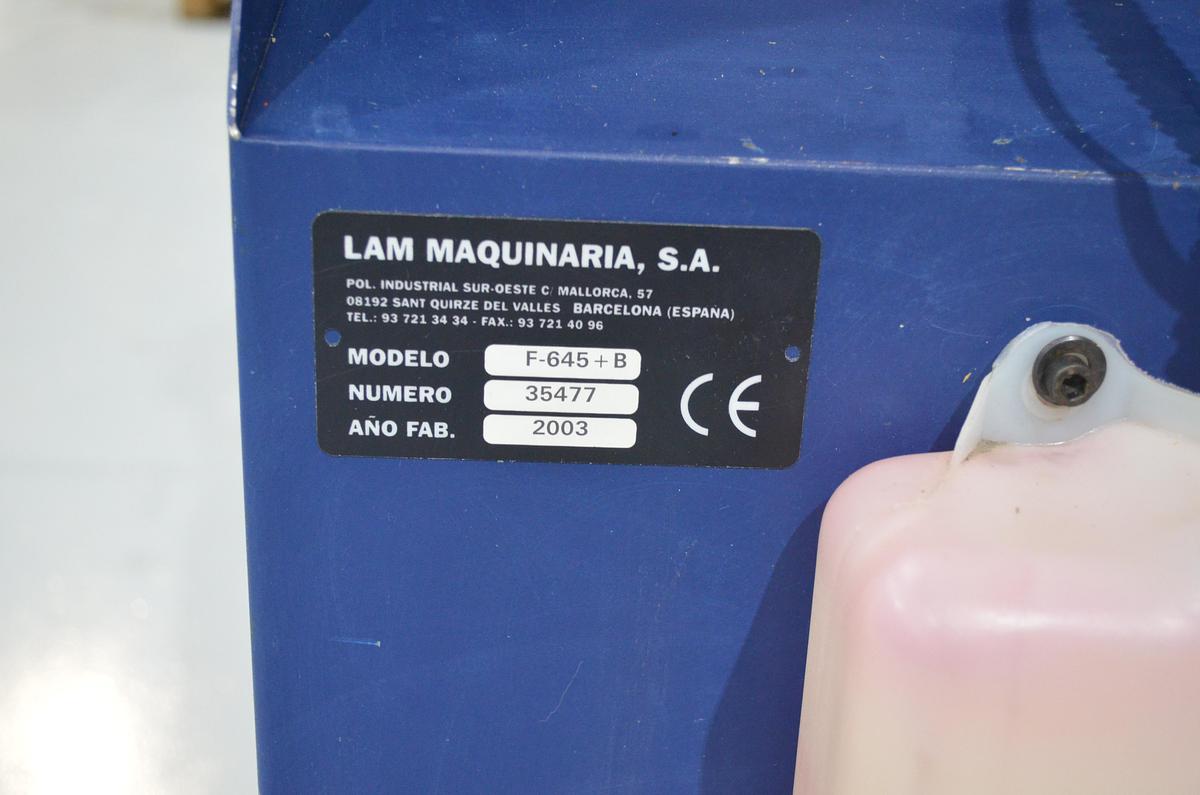 LAM MAQUINARIA, S.A.
POL. INDUSTRIAL SUR-OESTE C/ MALLORCA, 57
08192 SANT QUIRZE DEL VALLES BARCELONA (ESPAÑA)
TEL.: 93 721 34 34 - FAX.: 93 721 40 96
MODELO F-645+B
NUMERO 35477
AÑO FAB. 2003
CE